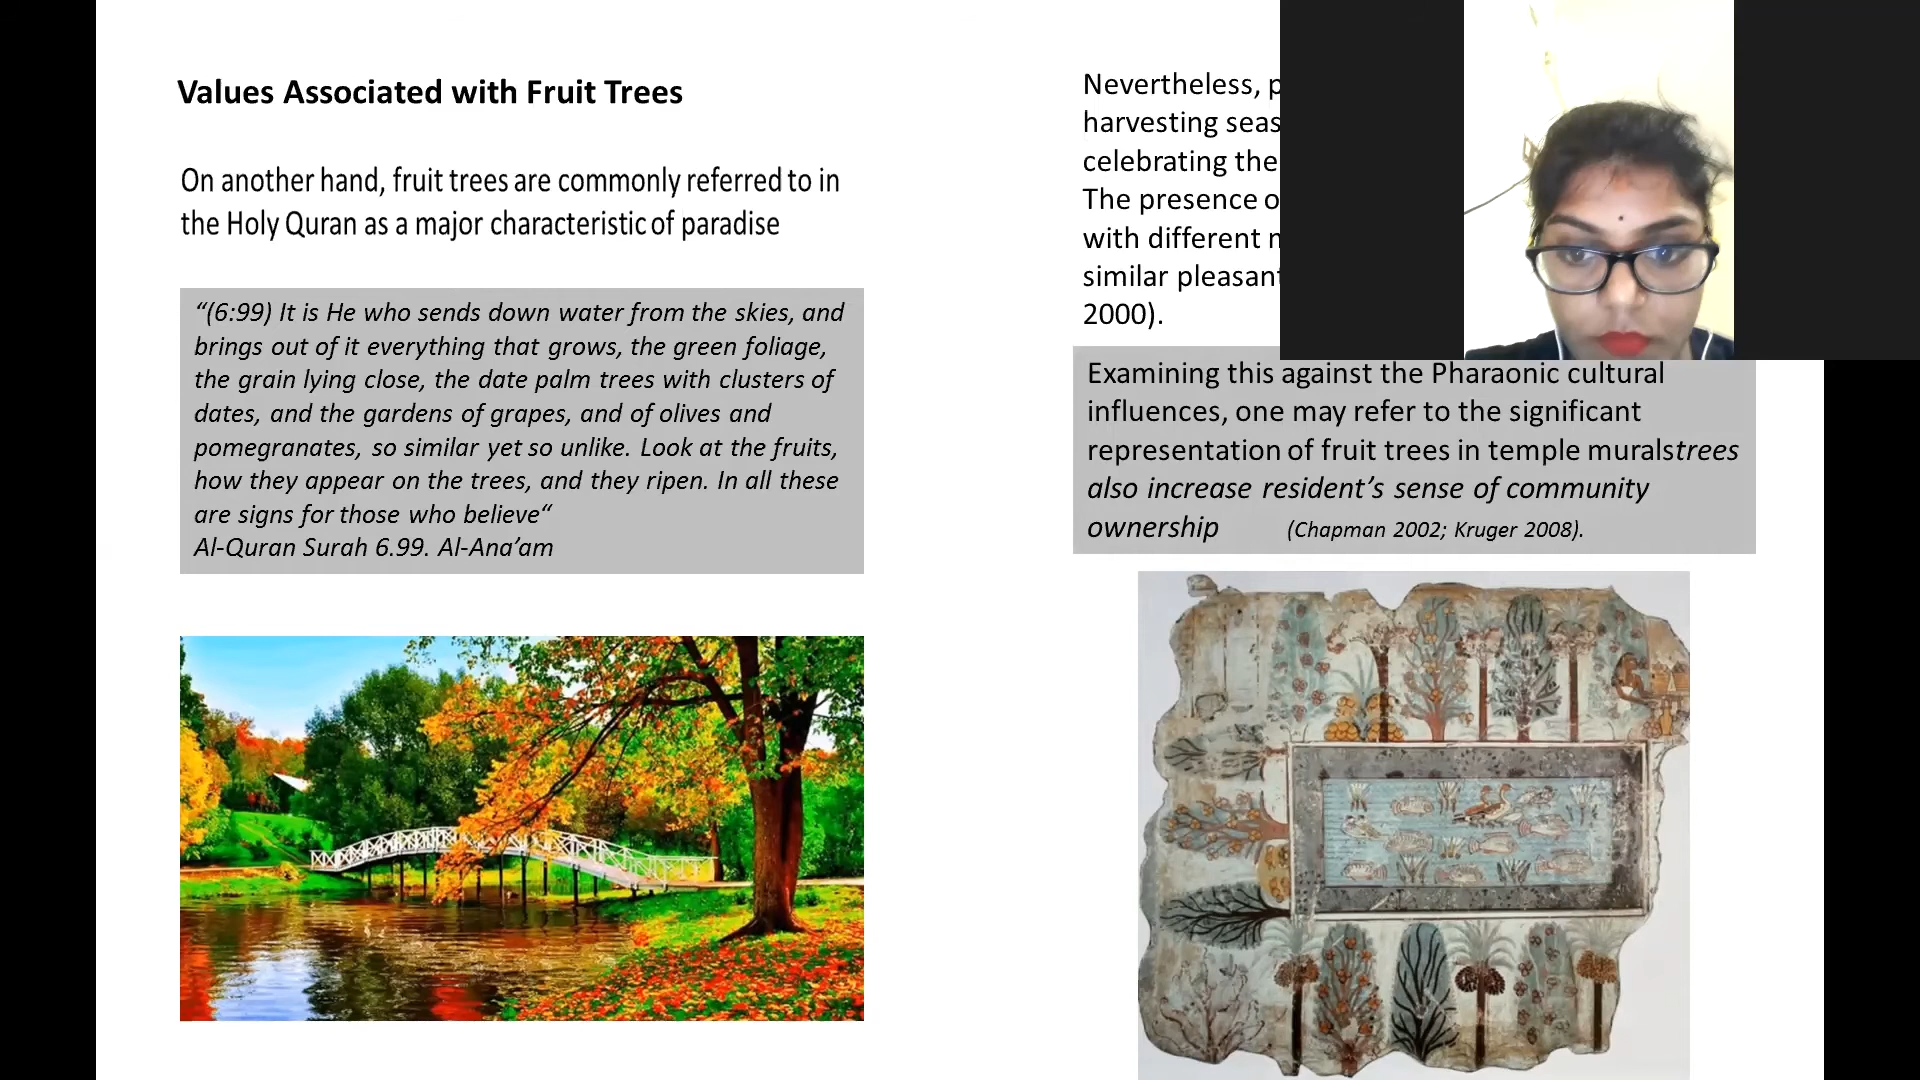 Values Associated with Fruit Trees
On another hand, fruit trees are commonly referred to in
the Holy Quran as a major characteristic of paradise
“(6:99) It is He who sends down water from the skies, and
brings out of it everything that grows, the green foliage,
the grain lying close, the date palm trees with clusters of
dates, and the gardens of grapes, and of olives and
pomegranates, so similar yet so unlike. Look at the fruits,
how they appear on the trees, and they ripen. In all these
are signs for those who believe“
Al-Quran Surah 6.99. Al-Ana’am
Nevertheless,
harvesting
celebrating the
The presence
with different
similar
2000).
Examining this against the Pharaonic cultural
influences, one may refer to the significant
representation of fruit trees in temple muralstrees
also increase resident’s sense of community
ownership (Chapman 2002; Kruger 2008).